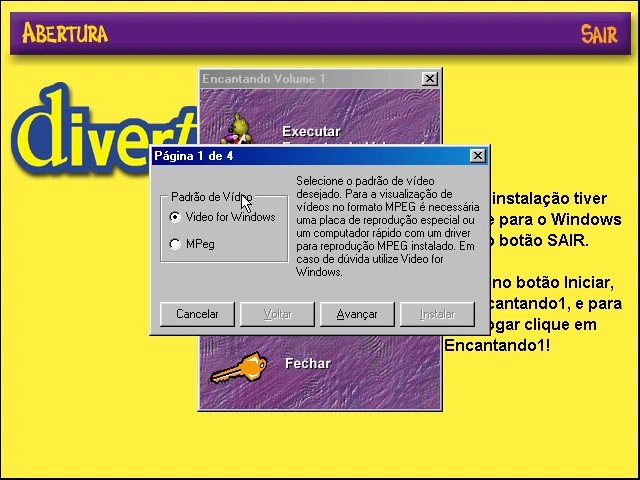 ABERTURA
SAIR
Encantando Volume 1
divert
Executar
Página 1 de 4
Padrão de Vídeo
Video for Windows
MPeg
Selecione o padrão de vídeo
desejado. Para a visualização de
vídeos no formato MPEG é necessária
uma placa de reprodução especial ou
um computador rápido com um driver
para reprodução MPEG instalado. Em
caso de dúvida utilize Video for
Windows.
Cancelar
Voltar
Avançar
Instalar
instalação tiver
e para o Windows
botão SAIR.
no botão Iniciar,
cantando1, e para
ogar clique em
Encantando1!
Fechar